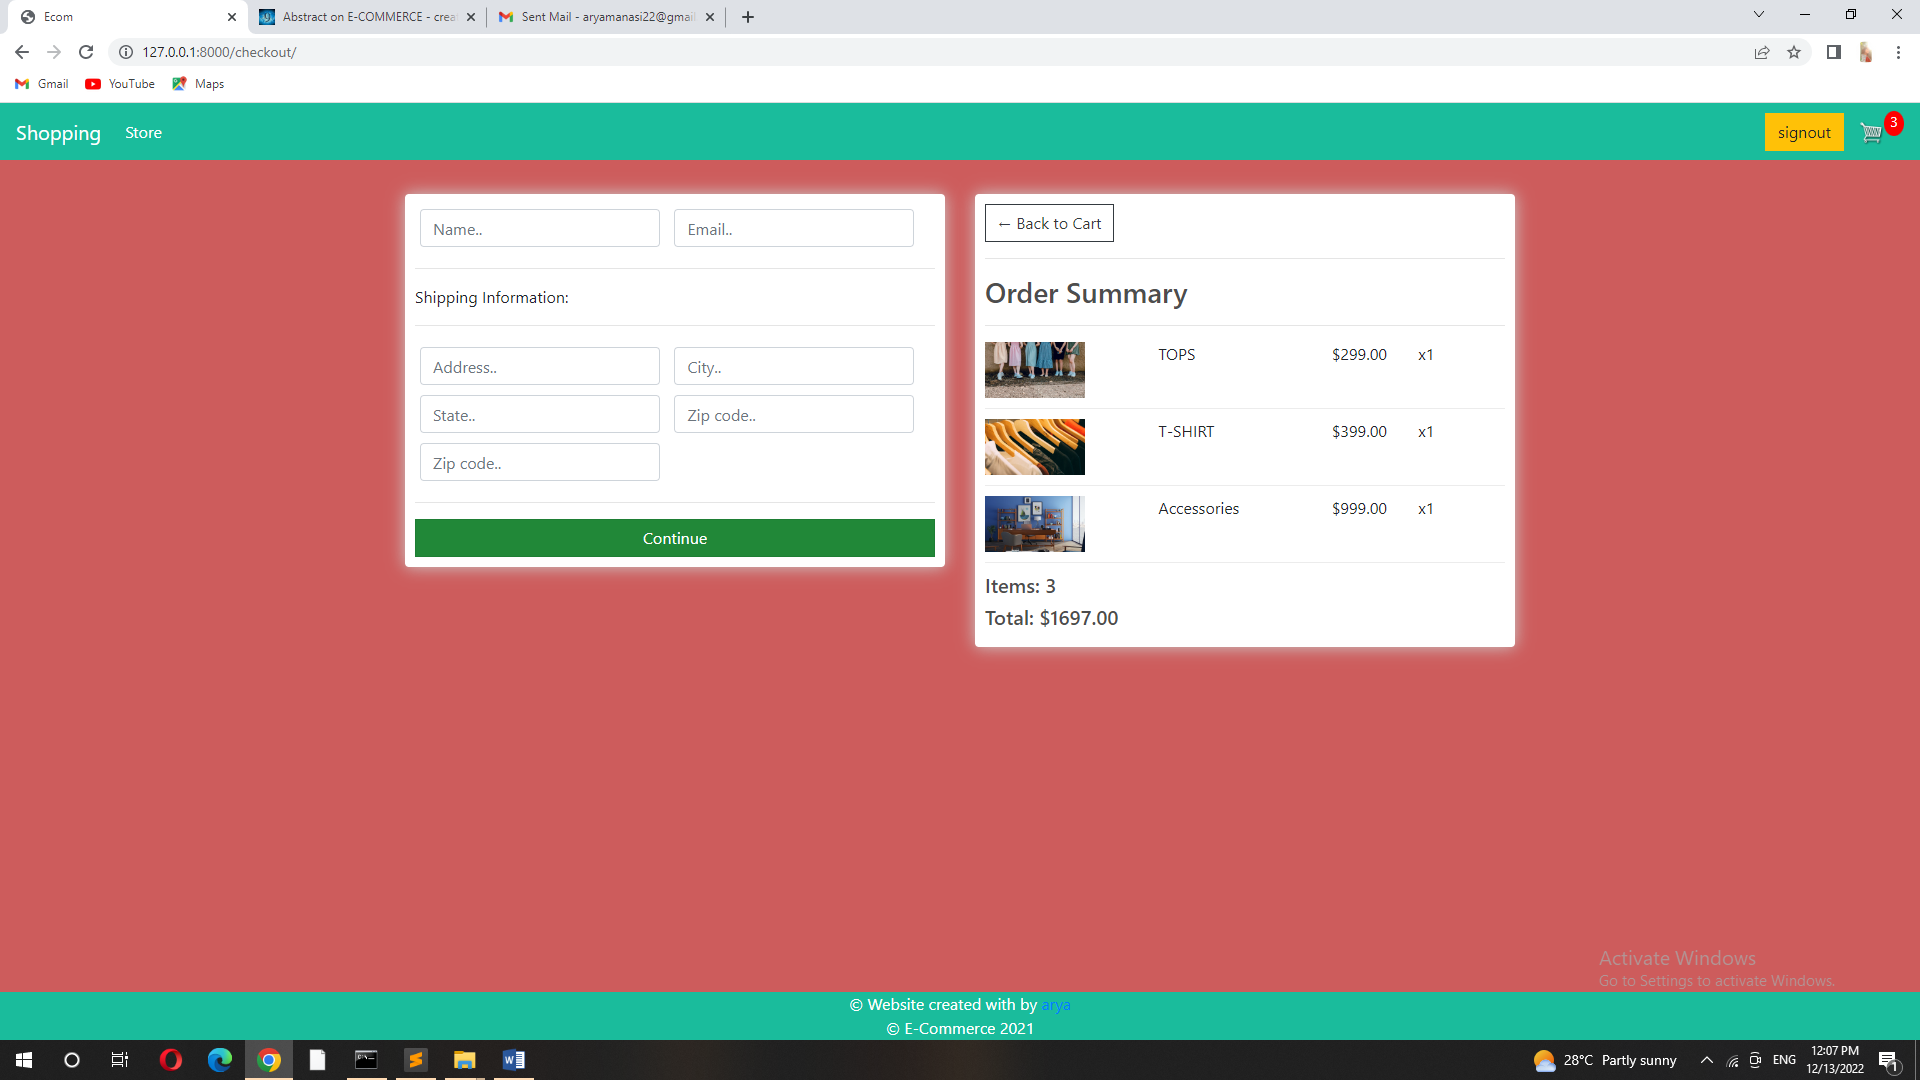 Ecom
Abstract on E-COMMERCE - crea
Sent Mail - aryamanasi22@gmai
127.0.0.1:8000/checkout/
Gmail
YouTube
Maps
Shopping
Store
signout
3
Name..
Email..
Shipping Information:
Address..
City..
State..
Zip code..
Zip code..
Continue
← Back to Cart
Order Summary
TOPS $299.00 x1
T-SHIRT $399.00 x1
Accessories $999.00 x1
Items: 3
Total: $1697.00
Activate Windows
Go to Settings to activate Windows.
© Website created with by arya
© E-Commerce 2021
28°C Partly sunny
ENG
12:07 PM
12/13/2022
1